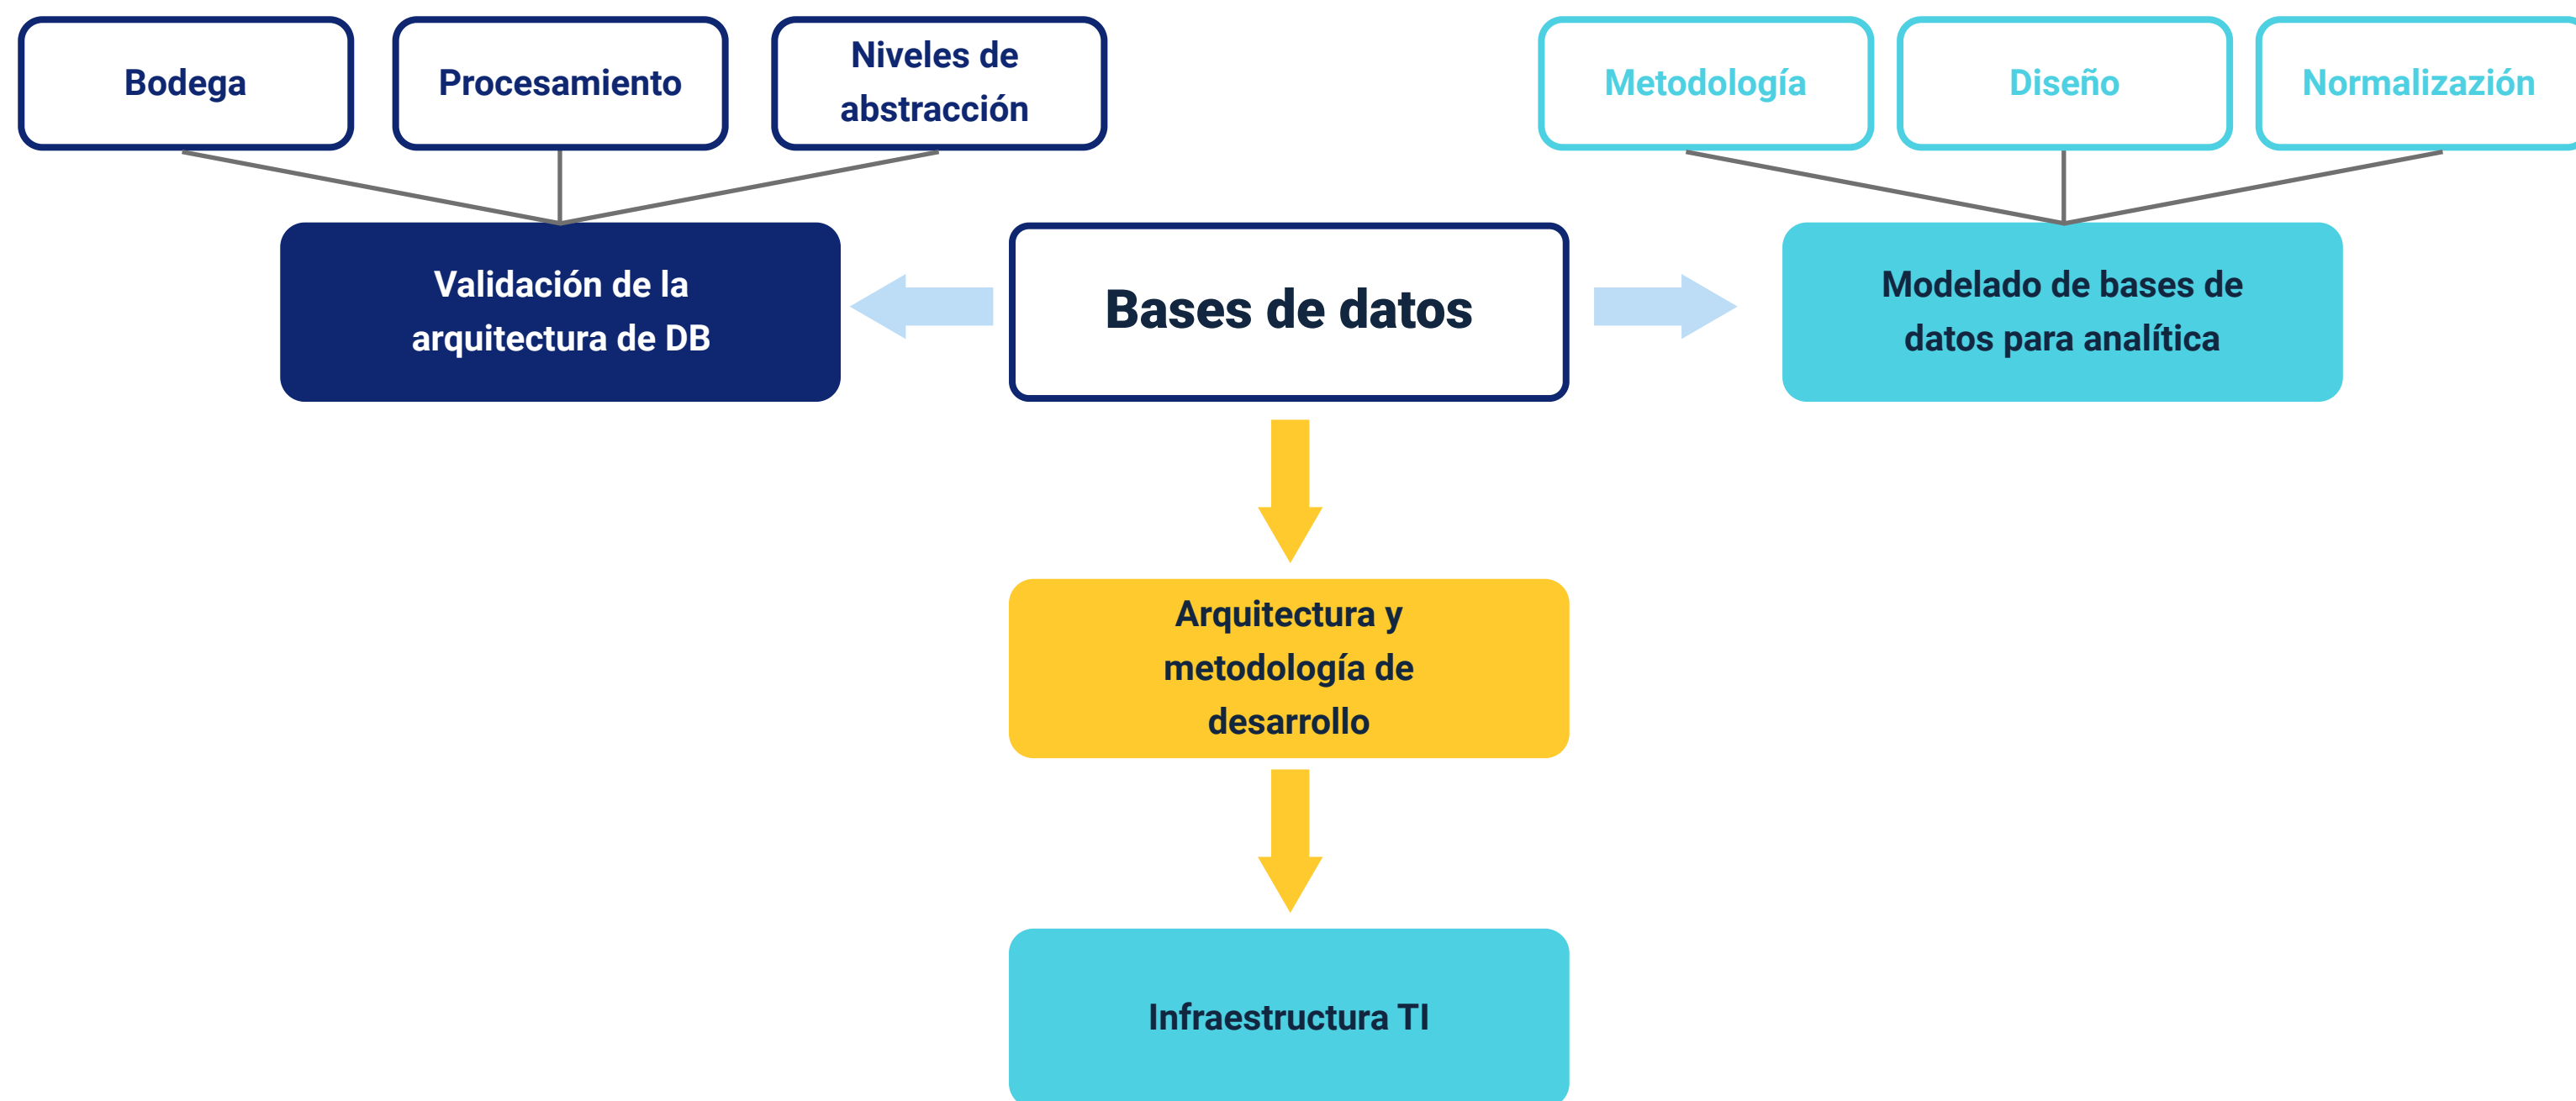 Bodega
Procesamiento
Niveles de
abstracción
Metodología
Diseño
Normalizazión
Validación de la
arquitectura de DB
Bases de datos
Modelado de bases de
datos para analítica
Arquitectura y
metodología de
desarrollo
Infraestructura TI